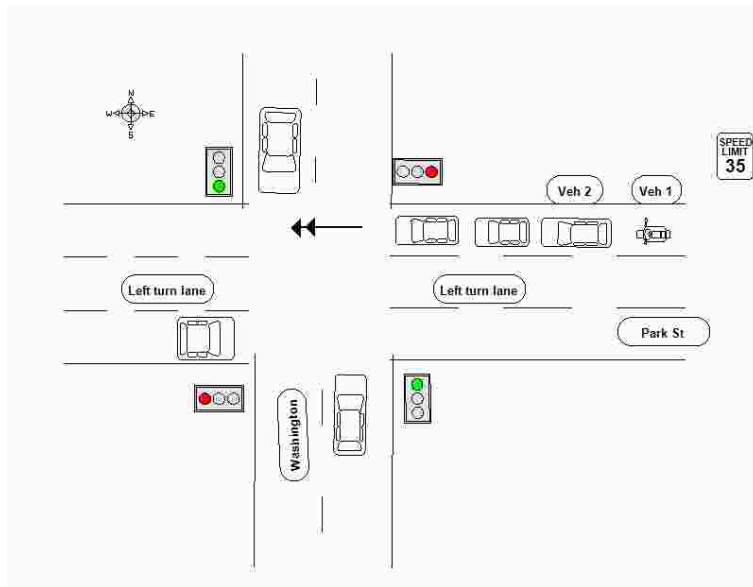 N
W E
S
SPEED
LIMIT
35
Veh 2
Veh 1
Left turn lane
Left turn lane
Park St
Washington